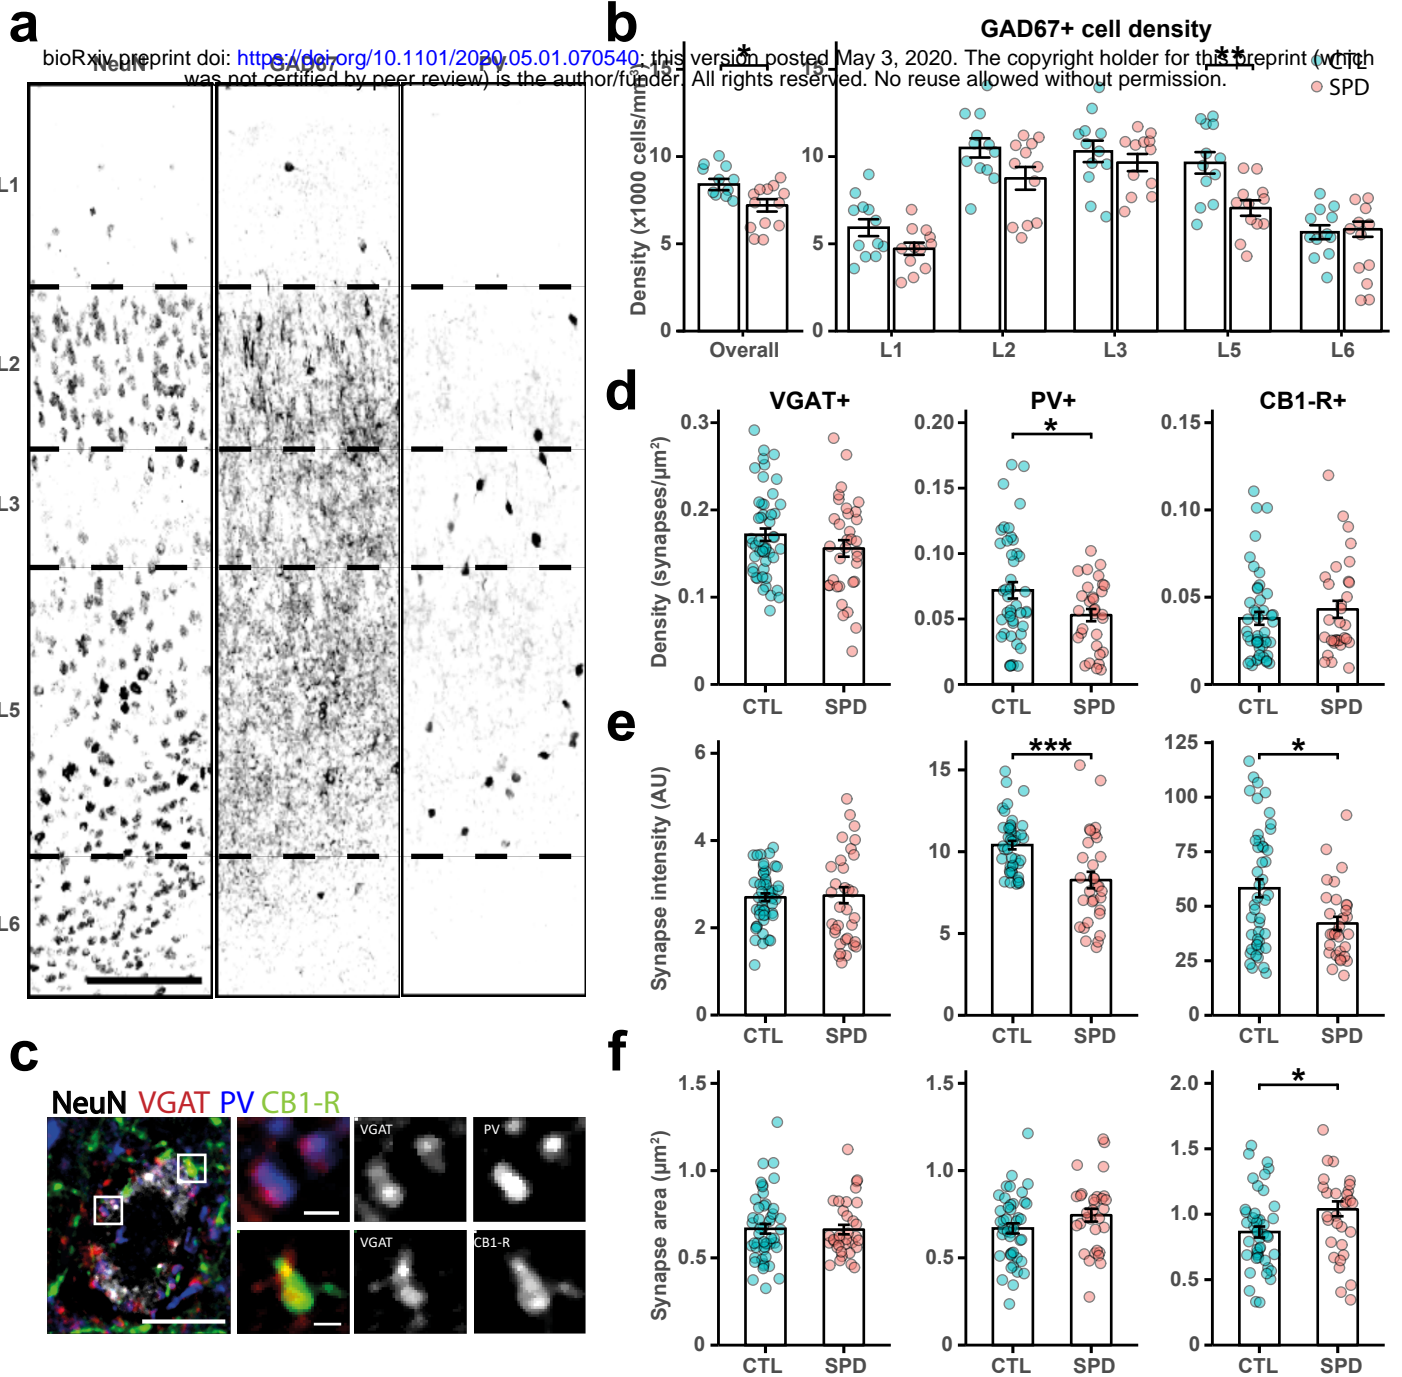 a
b
GAD67+ cell density
bioRxiv preprint doi: https://doi.org/10.1101/2020.05.01.070540; this version posted May 3, 2020. The copyright holder for this preprint (which
was not certified by peer review) is the author/funder. All rights reserved. No reuse allowed without permission.
NeuN GAD67 PV
CTL
SPD
* **
L1
L2
L3
L5
L6
Density (x1000 cells/mm³)
15 15
10 10
5 5
0 0
Overall L1 L2 L3 L5 L6
d
VGAT+ PV+ CB1-R+
Density (synapses/µm²)
0.3 0.20 0.15
0.2 0.15 0.10
0.1 0.10 0.05
0 0.05 0
0
*
CTL SPD CTL SPD CTL SPD
e
Synapse intensity (AU)
6 15 125
4 10 100
2 5 75
0 0 50
25
0
*** *
CTL SPD CTL SPD CTL SPD
c
NeuN VGAT PV CB1-R
VGAT PV
VGAT CB1-R
f
Synapse area (µm²)
1.5 1.5 2.0
1.0 1.0 1.5
0.5 0.5 1.0
0 0 0.5
0
*
CTL SPD CTL SPD CTL SPD